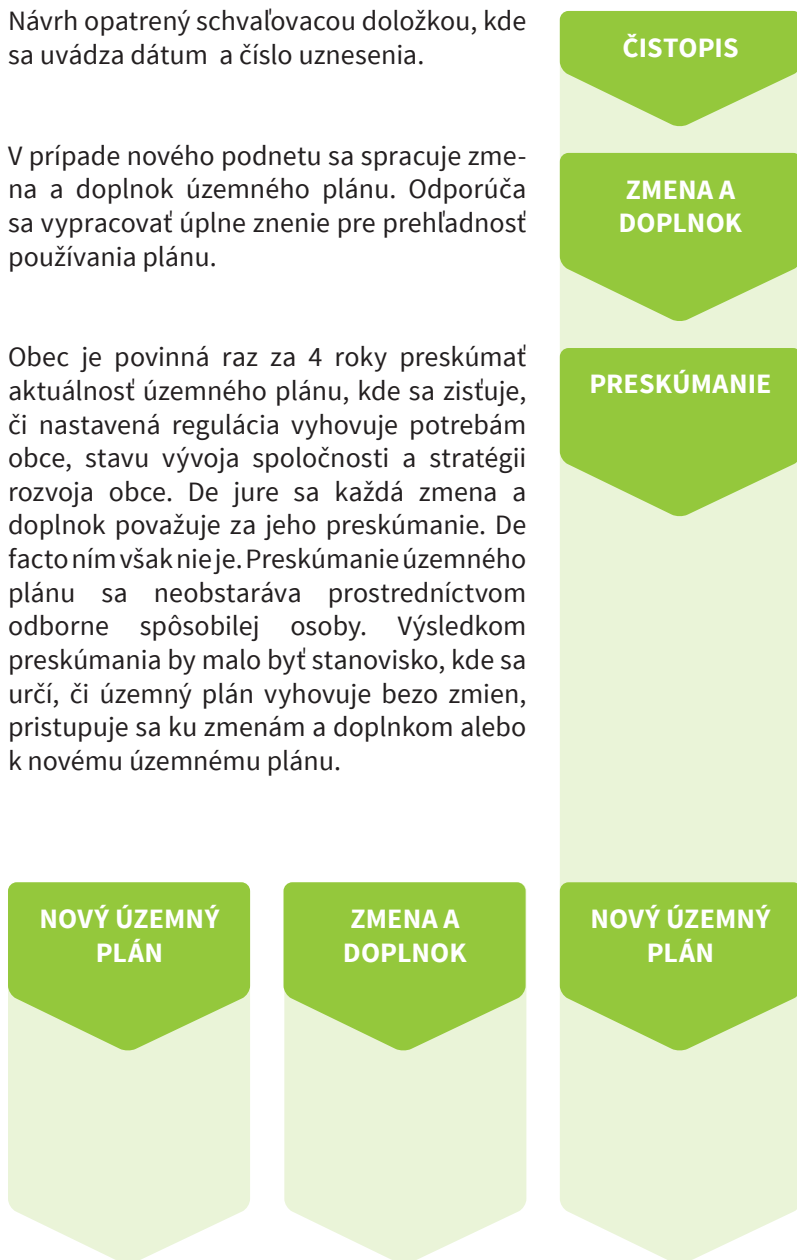 Návrh opatrený schvaľovacou doložkou, kde
sa uvádza dátum a číslo uznesenia.
ČISTOPIS
V prípade nového podnetu sa spracuje zme-
na a doplnok územného plánu. Odporúča
sa vypracovať úplne znenie pre prehľadnosť
používania plánu.
ZMENA A
DOPLNOK
Obec je povinná raz za 4 roky preskúmať
aktuálnosť územného plánu, kde sa zisťuje,
či nastavená regulácia vyhovuje potrebám
obce, stavu vývoja spoločnosti a stratégii
rozvoja obce. De jure sa každá zmena a
doplnok považuje za jeho preskúmanie. De
facto ním však nie je. Preskúmanie územného
plánu sa neobstaráva prostredníctvom
odborne spôsobilej osoby. Výsledkom
preskúmania by malo byť stanovisko, kde sa
určí, či územný plán vyhovuje bezo zmien,
pristupuje sa ku zmenám a doplnkom alebo
k novému územnému plánu.
PRESKÚMANIE
NOVÝ ÚZEMNÝ
PLÁN
ZMENA A
DOPLNOK
NOVÝ ÚZEMNÝ
PLÁN